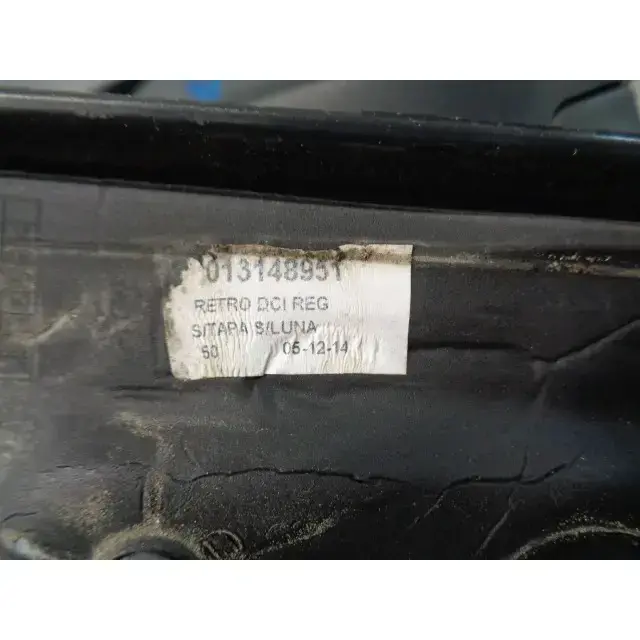 013148951
RETRO DCI REG
S/TAPA S/LUNA
50 05-12-14